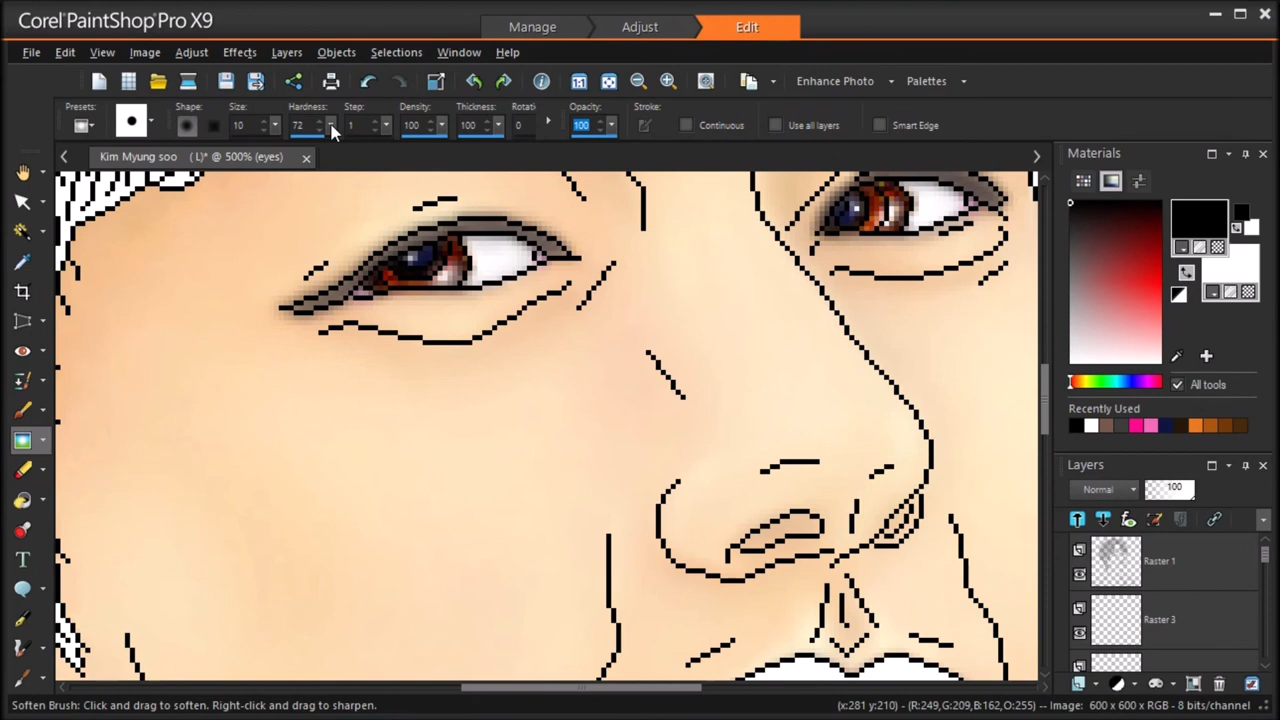 Corel PaintShop Pro X9
Manage
Adjust
Edit
File Edit View Image Adjust Effects Layers Objects Selections Window Help
Enhance Photo
Palettes
Presets:
Shape:
Size:
Hardness:
Step:
Density:
Thickness:
Rotati
Opacity:
Stroke:
10
72
1
100
100
0
100
Continuous
Use all layers
Smart Edge
Kim Myung soo ( L)* @ 500% (eyes)
Materials
All tools
Recently Used
Layers
Normal
100
Raster 1
Raster 3
Soften Brush: Click and drag to soften. Right-click and drag to sharpen.
(x:281 y:210) - (R:249, G:209, B:162, O:255) -- Image: 600 x 600 x RGB - 8 bits/channel